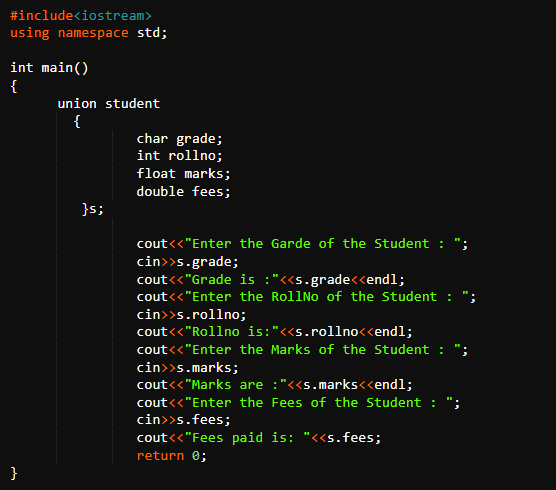 #include<iostream>
using namespace std;
int main()
{
union student
{
char grade;
int rollno;
float marks;
double fees;
}s;
cout<<"Enter the Garde of the Student : ";
cin>>s.grade;
cout<<"Grade is :"<<s.grade<<endl;
cout<<"Enter the RollNo of the Student : ";
cin>>s.rollno;
cout<<"Rollno is:"<<s.rollno<<endl;
cout<<"Enter the Marks of the Student : ";
cin>>s.marks;
cout<<"Marks are :"<<s.marks<<endl;
cout<<"Enter the Fees of the Student : ";
cin>>s.fees;
cout<<"Fees paid is: "<<s.fees;
return 0;
}